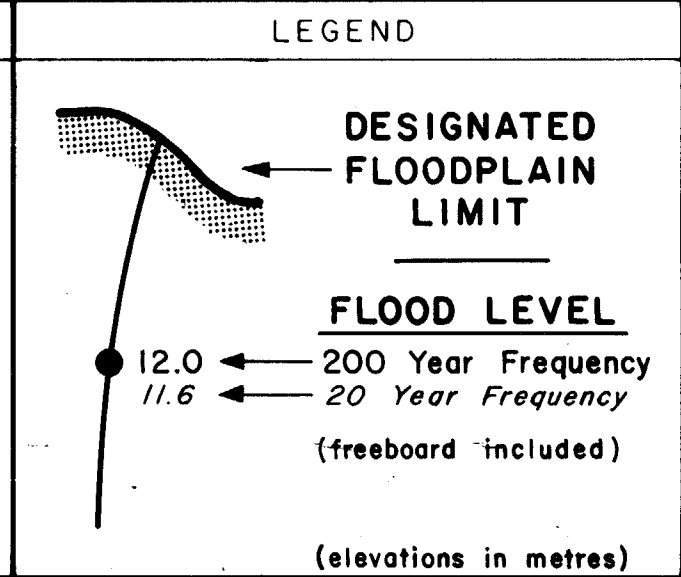 LEGEND
DESIGNATED
FLOODPLAIN
LIMIT
FLOOD LEVEL
12.0 200 Year Frequency
11.6 20 Year Frequency
(freeboard included)
(elevations in metres)